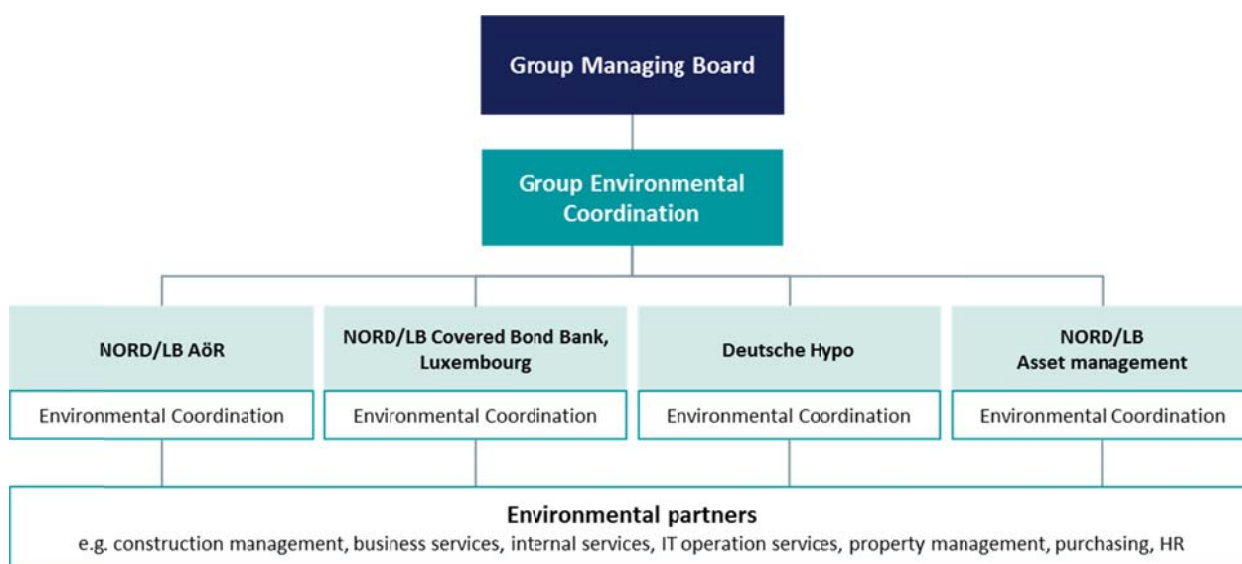 Group Managing Board
Group Environmental
Coordination
NORD/LB AöR
Environmental Coordination
NORD/LB Covered Bond Bank,
Luxembourg
Environmental Coordination
Deutsche Hypo
Environmental Coordination
NORD/LB
Asset management
Environmental Coordination
Environmental partners
e.g. construction management, business services, internal services, IT operation services, property management, purchasing, HR